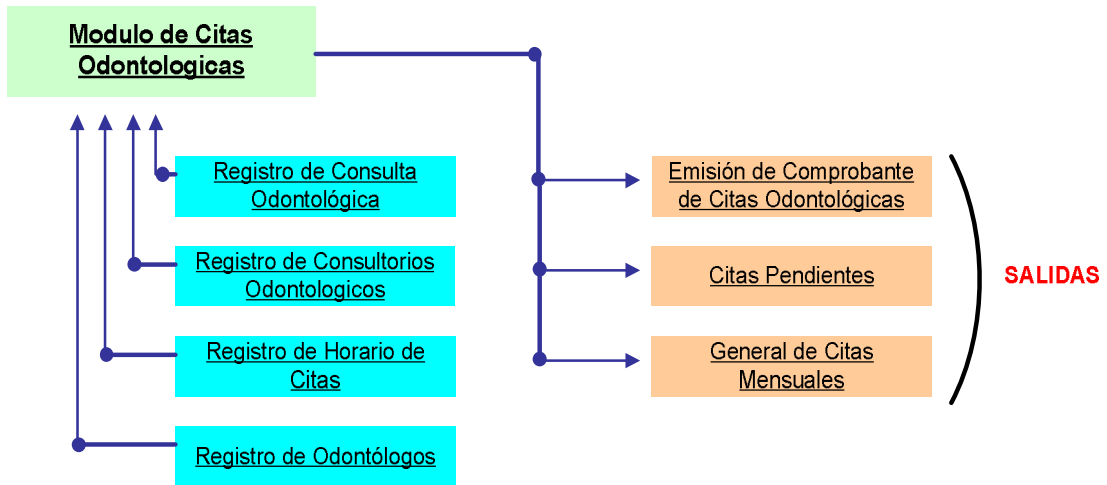 Modulo de Citas
Odontologicas
Registro de Consulta
Odontológica
Registro de Consultorios
Odontologicos
Registro de Horario de
Citas
Registro de Odontólogos
Emisión de Comprobante
de Citas Odontológicas
Citas Pendientes
General de Citas
Mensuales
SALIDAS